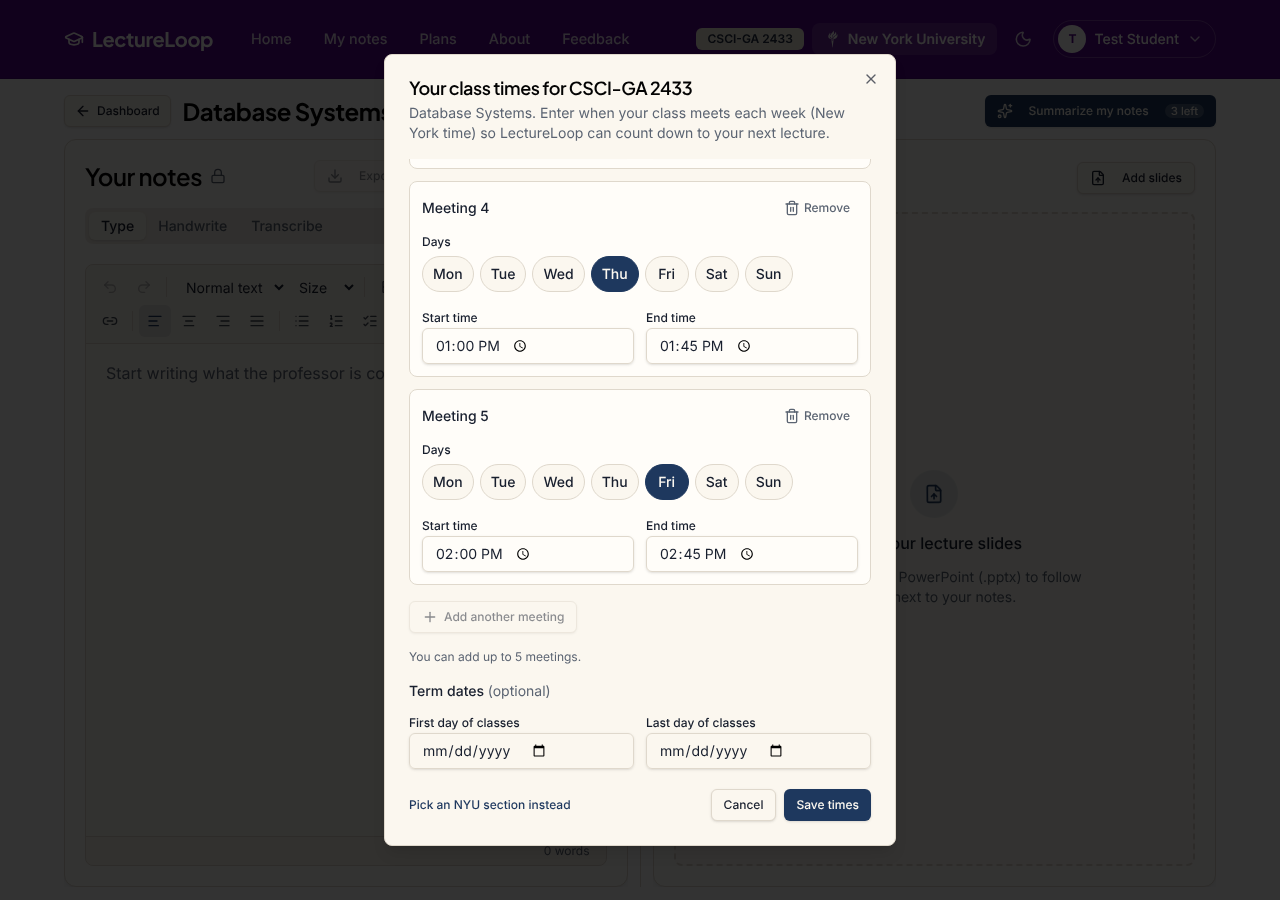 LectureLoop
Home
My notes
Plans
About
Feedback
CSCI-GA 2433
New York University
T
Test Student
Dashboard
Database Systems
Summarize my notes
3 left
Your notes
Add slides
Type
Handwrite
Transcribe
Normal text
Size
Start writing what the professor is co
0 words
our lecture slides
PowerPoint (.pptx) to follow
next to your notes.
Your class times for CSCI-GA 2433
Database Systems. Enter when your class meets each week (New
York time) so LectureLoop can count down to your next lecture.
Meeting 4
Remove
Days
Mon Tue Wed Thu Fri Sat Sun
Start time End time
01:00 PM 01:45 PM
Meeting 5
Remove
Days
Mon Tue Wed Thu Fri Sat Sun
Start time End time
02:00 PM 02:45 PM
Add another meeting
You can add up to 5 meetings.
Term dates (optional)
First day of classes Last day of classes
mm/dd/yyyy mm/dd/yyyy
Pick an NYU section instead
Cancel
Save times